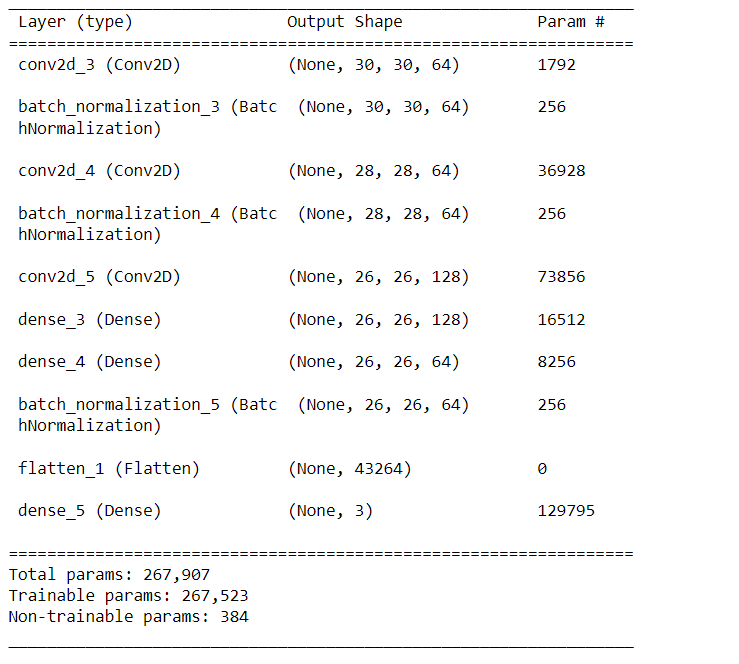 Layer (type) Output Shape Param #
conv2d_3 (Conv2D) (None, 30, 30, 64) 1792
batch_normalization_3 (Batc (None, 30, 30, 64) 256
hNormalization)
conv2d_4 (Conv2D) (None, 28, 28, 64) 36928
batch_normalization_4 (Batc (None, 28, 28, 64) 256
hNormalization)
conv2d_5 (Conv2D) (None, 26, 26, 128) 73856
dense_3 (Dense) (None, 26, 26, 128) 16512
dense_4 (Dense) (None, 26, 26, 64) 8256
batch_normalization_5 (Batc (None, 26, 26, 64) 256
hNormalization)
flatten_1 (Flatten) (None, 43264) 0
dense_5 (Dense) (None, 3) 129795
Total params: 267,907
Trainable params: 267,523
Non-trainable params: 384